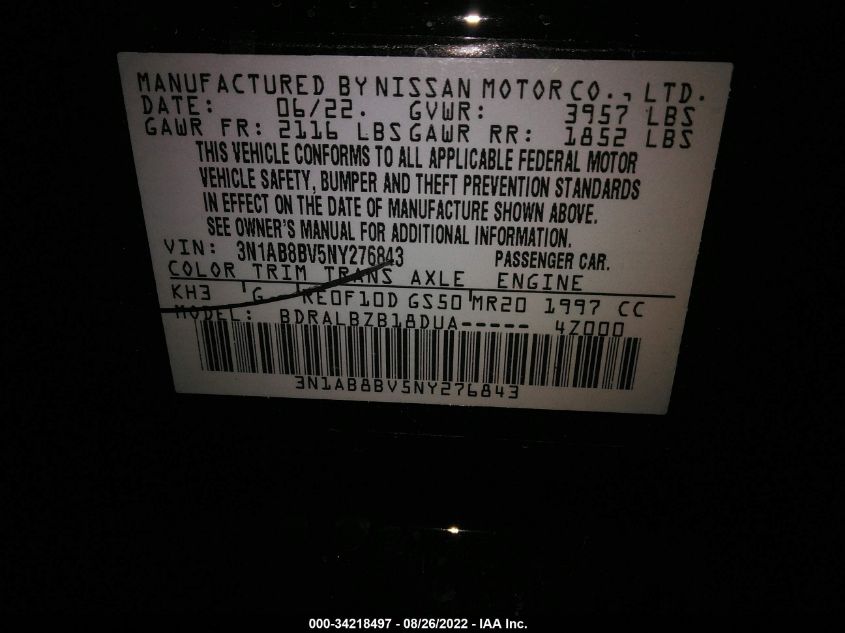 MANUFACTURED BY NISSAN MOTOR CO., LTD.
DATE: 06/22. GVWR: 3957 LBS
GAWR FR: 2116 LBS GAWR RR: 1852 LBS
THIS VEHICLE CONFORMS TO ALL APPLICABLE FEDERAL MOTOR
VEHICLE SAFETY, BUMPER AND THEFT PREVENTION STANDARDS
IN EFFECT ON THE DATE OF MANUFACTURE SHOWN ABOVE.
SEE OWNER'S MANUAL FOR ADDITIONAL INFORMATION.
VIN: 3N1AB8BV5NY276843 PASSENGER CAR.
COLOR TRIM TRANS AXLE ENGINE
KH3 G RE0F10D GS50 MR20 1997 CC
MODEL: BDRALBZB18DUA----- 4Z000
3N1AB8BV5NY276843
000-34218497 - 08/26/2022 - IAA Inc.